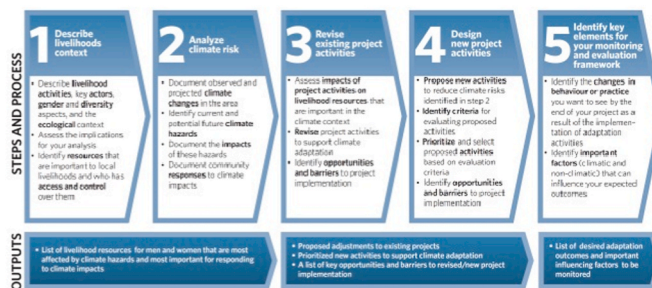 STEPS AND PROCESS
1 Describe
livelihoods
context
• Describe livelihood
activities, key actors,
gender and diversity
aspects, and the
ecological context
• Assess the implications
for your analysis
• Identify resources that
are important to local
livelihoods and who has
access and control
over them
2 Analyze
climate risk
• Document observed and
projected climate
changes in the area
• Identify current and
potential future climate
hazards
• Document the impacts
of these hazards
• Document community
responses to climate
impacts
3 Revise
existing project
activities
• Assess impacts of
project activities on
livelihood resources that
are important in the
climate context
• Revise project activities
to support climate
adaptation
• Identify opportunities
and barriers to project
implementation
4 Design
new project
activities
• Propose new activities
to reduce climate risks
identified in step 2
• Identify criteria for
evaluating proposed
activities
• Prioritize and select
proposed activities
based on evaluation
criteria
• Identify opportunities
and barriers to project
implementation
5 Identify key
elements for
your monitoring
and evaluation
framework
• Identify the changes in
behaviour or practice
you want to see by the
end of your project as a
result of the implemen-
tation of adaptation
activities
• Identify important
factors (climatic and
non-climatic) that can
influence your expected
outcomes.
OUTPUTS
• List of livelihood resources for men and women that are most
affected by climate hazards and most important for responding
to climate impacts
• Proposed adjustments to existing projects
• Prioritized new activities to support climate adaptation
• A list of key opportunities and barriers to revised/new project
implementation
• List of desired adaptation
outcomes and important
influencing factors to be
monitored